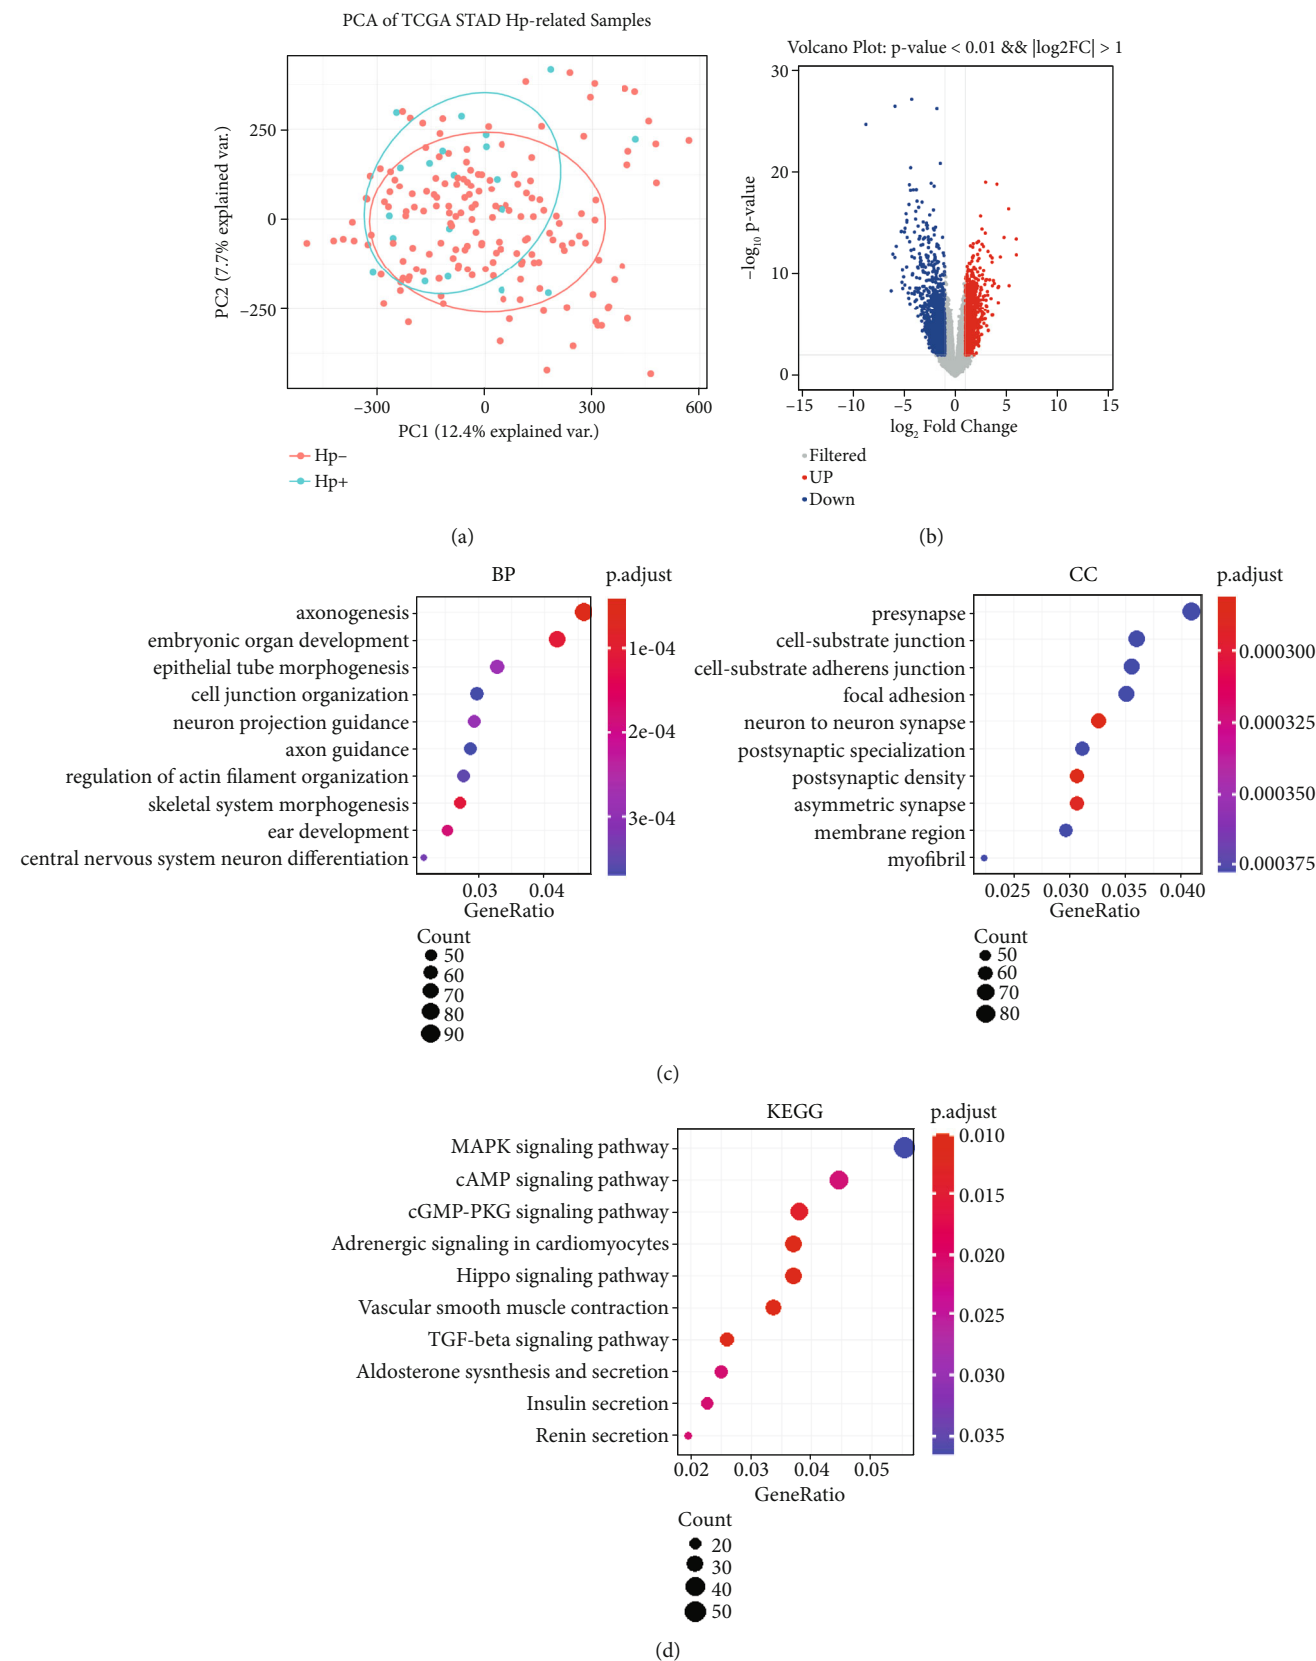 PCA of TCGA STAD Hp-related Samples
PC2 (7.7% explained var.)
250
0
−250
−300
0
300
600
PC1 (12.4% explained var.)
Hp−
Hp+
(a)
Volcano Plot: p-value < 0.01 && |log2FC| > 1
−log10 p-value
30
20
10
0
−15
−10
−5
0
5
10
15
log2 Fold Change
Filtered
UP
Down
(b)
BP
axonogenesis
embryonic organ development
epithelial tube morphogenesis
cell junction organization
neuron projection guidance
axon guidance
regulation of actin filament organization
skeletal system morphogenesis
ear development
central nervous system neuron differentiation
0.03
0.04
GeneRatio
p.adjust
1e-04
2e-04
3e-04
Count
50
60
70
80
90
CC
presynapse
cell-substrate junction
cell-substrate adherens junction
focal adhesion
neuron to neuron synapse
postsynaptic specialization
postsynaptic density
asymmetric synapse
membrane region
myofibril
0.025
0.030
0.035
0.040
GeneRatio
p.adjust
0.000300
0.000325
0.000350
0.000375
Count
50
60
70
80
(c)
KEGG
MAPK signaling pathway
cAMP signaling pathway
cGMP-PKG signaling pathway
Adrenergic signaling in cardiomyocytes
Hippo signaling pathway
Vascular smooth muscle contraction
TGF-beta signaling pathway
Aldosterone sysnthesis and secretion
Insulin secretion
Renin secretion
0.02
0.03
0.04
0.05
GeneRatio
p.adjust
0.010
0.015
0.020
0.025
0.030
0.035
Count
20
30
40
50
(d)